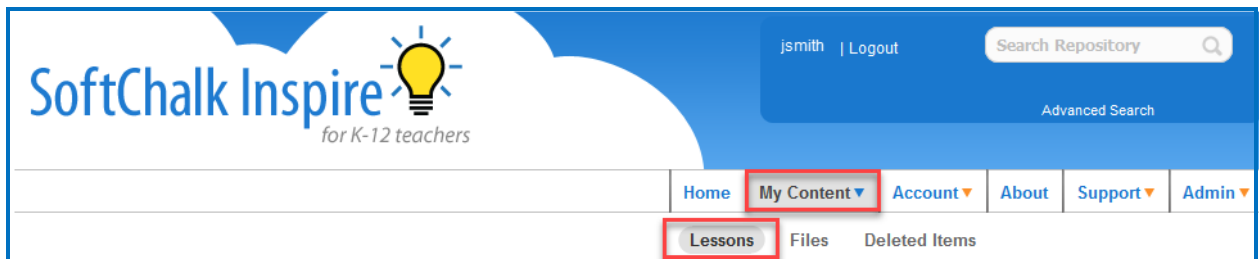 jsmith | Logout
Search Repository
SoftChalk Inspire
for K-12 teachers
Advanced Search
Home My Content Account About Support Admin
Lessons Files Deleted Items